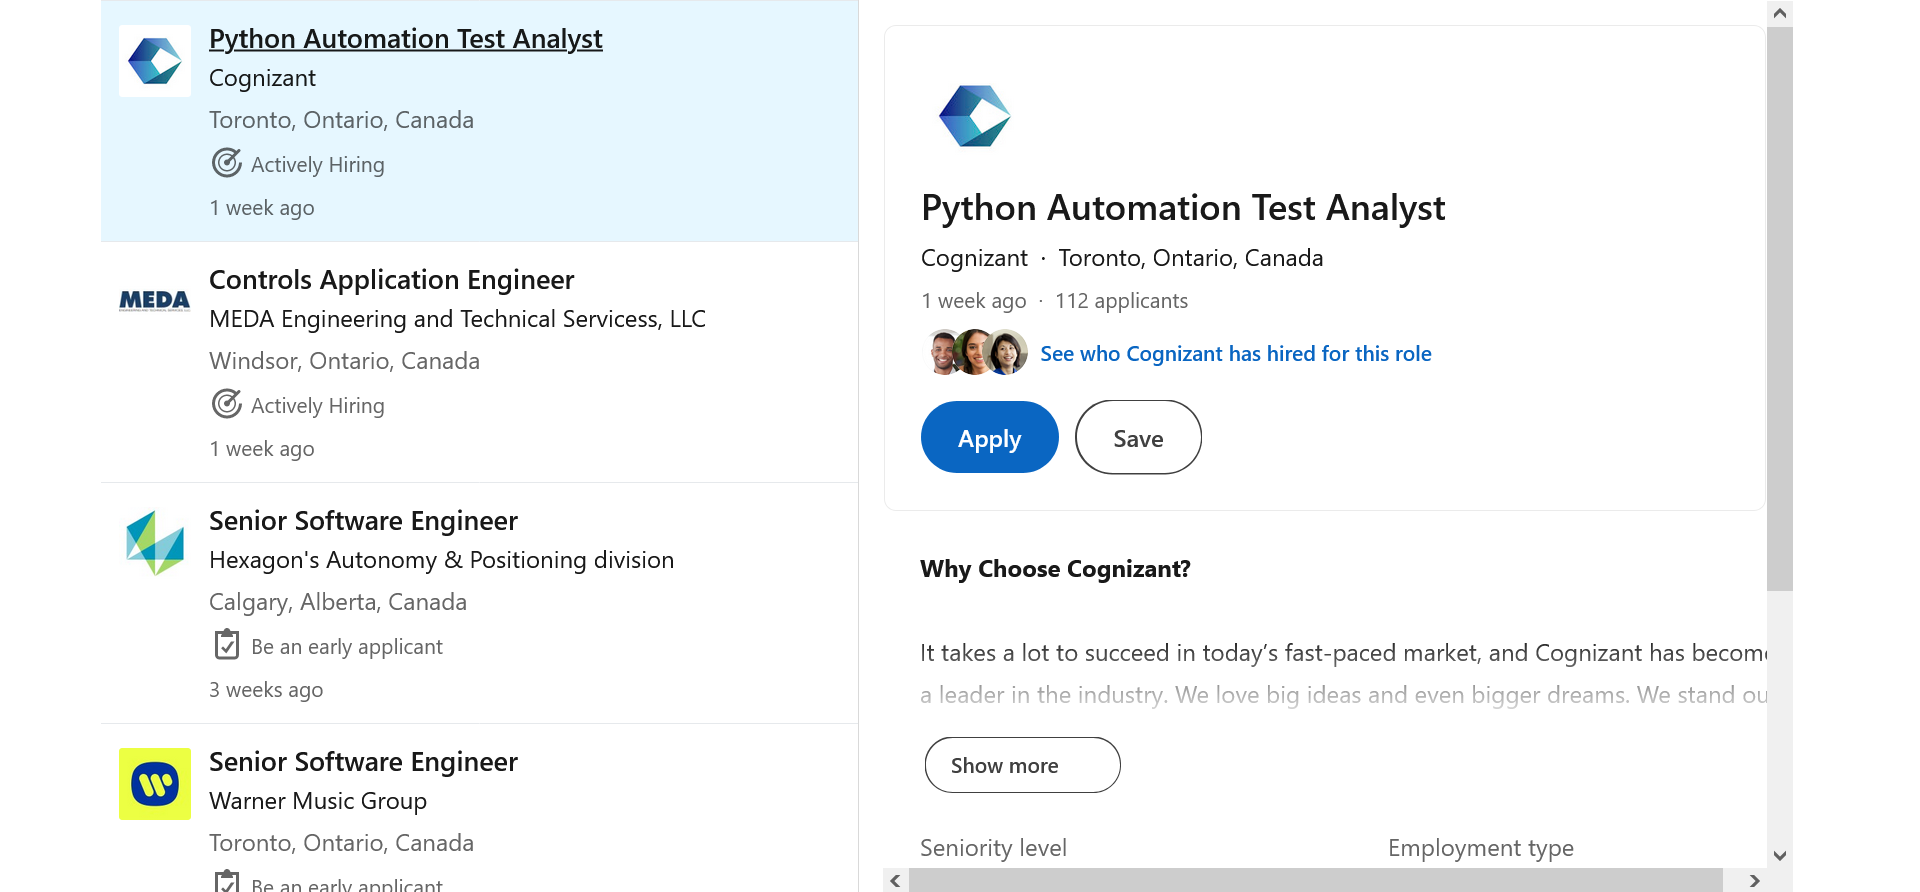 Python Automation Test Analyst
Cognizant
Toronto, Ontario, Canada
Actively Hiring
1 week ago
MEDA
Controls Application Engineer
MEDA Engineering and Technical Servicess, LLC
Windsor, Ontario, Canada
Actively Hiring
1 week ago
Senior Software Engineer
Hexagon's Autonomy & Positioning division
Calgary, Alberta, Canada
Be an early applicant
3 weeks ago
Senior Software Engineer
Warner Music Group
Toronto, Ontario, Canada
Be an early applicant
Python Automation Test Analyst
Cognizant · Toronto, Ontario, Canada
1 week ago · 112 applicants
See who Cognizant has hired for this role
Apply Save
Why Choose Cognizant?
It takes a lot to succeed in today’s fast-paced market, and Cognizant has become
a leader in the industry. We love big ideas and even bigger dreams. We stand ou
Show more
Seniority level Employment type